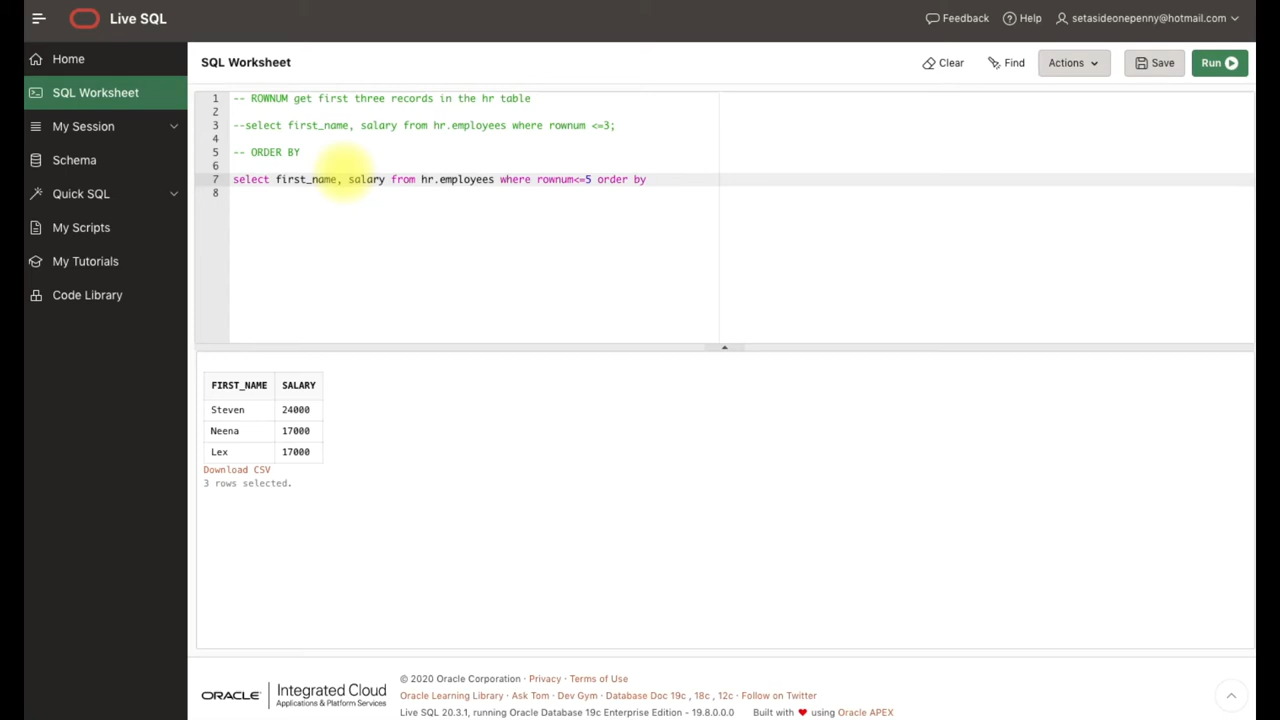 Live SQL
Feedback
Help
setasideonepenny@hotmail.com
Home
SQL Worksheet
My Session
Schema
Quick SQL
My Scripts
My Tutorials
Code Library
SQL Worksheet
Clear
Find
Actions
Save
Run
1 -- ROWNUM get first three records in the hr table
2
3 --select first_name, salary from hr.employees where rownum <=3;
4
5 -- ORDER BY
6
7 select first_name, salary from hr.employees where rownum<=5 order by
8
FIRST_NAME SALARY
Steven 24000
Neena 17000
Lex 17000
Download CSV
3 rows selected.
ORACLE Integrated Cloud
Applications & Platform Services
© 2020 Oracle Corporation · Privacy · Terms of Use
Oracle Learning Library · Ask Tom · Dev Gym · Database Doc 19c , 18c , 12c · Follow on Twitter
Live SQL 20.3.1, running Oracle Database 19c Enterprise Edition - 19.8.0.0.0 Built with ❤ using Oracle APEX